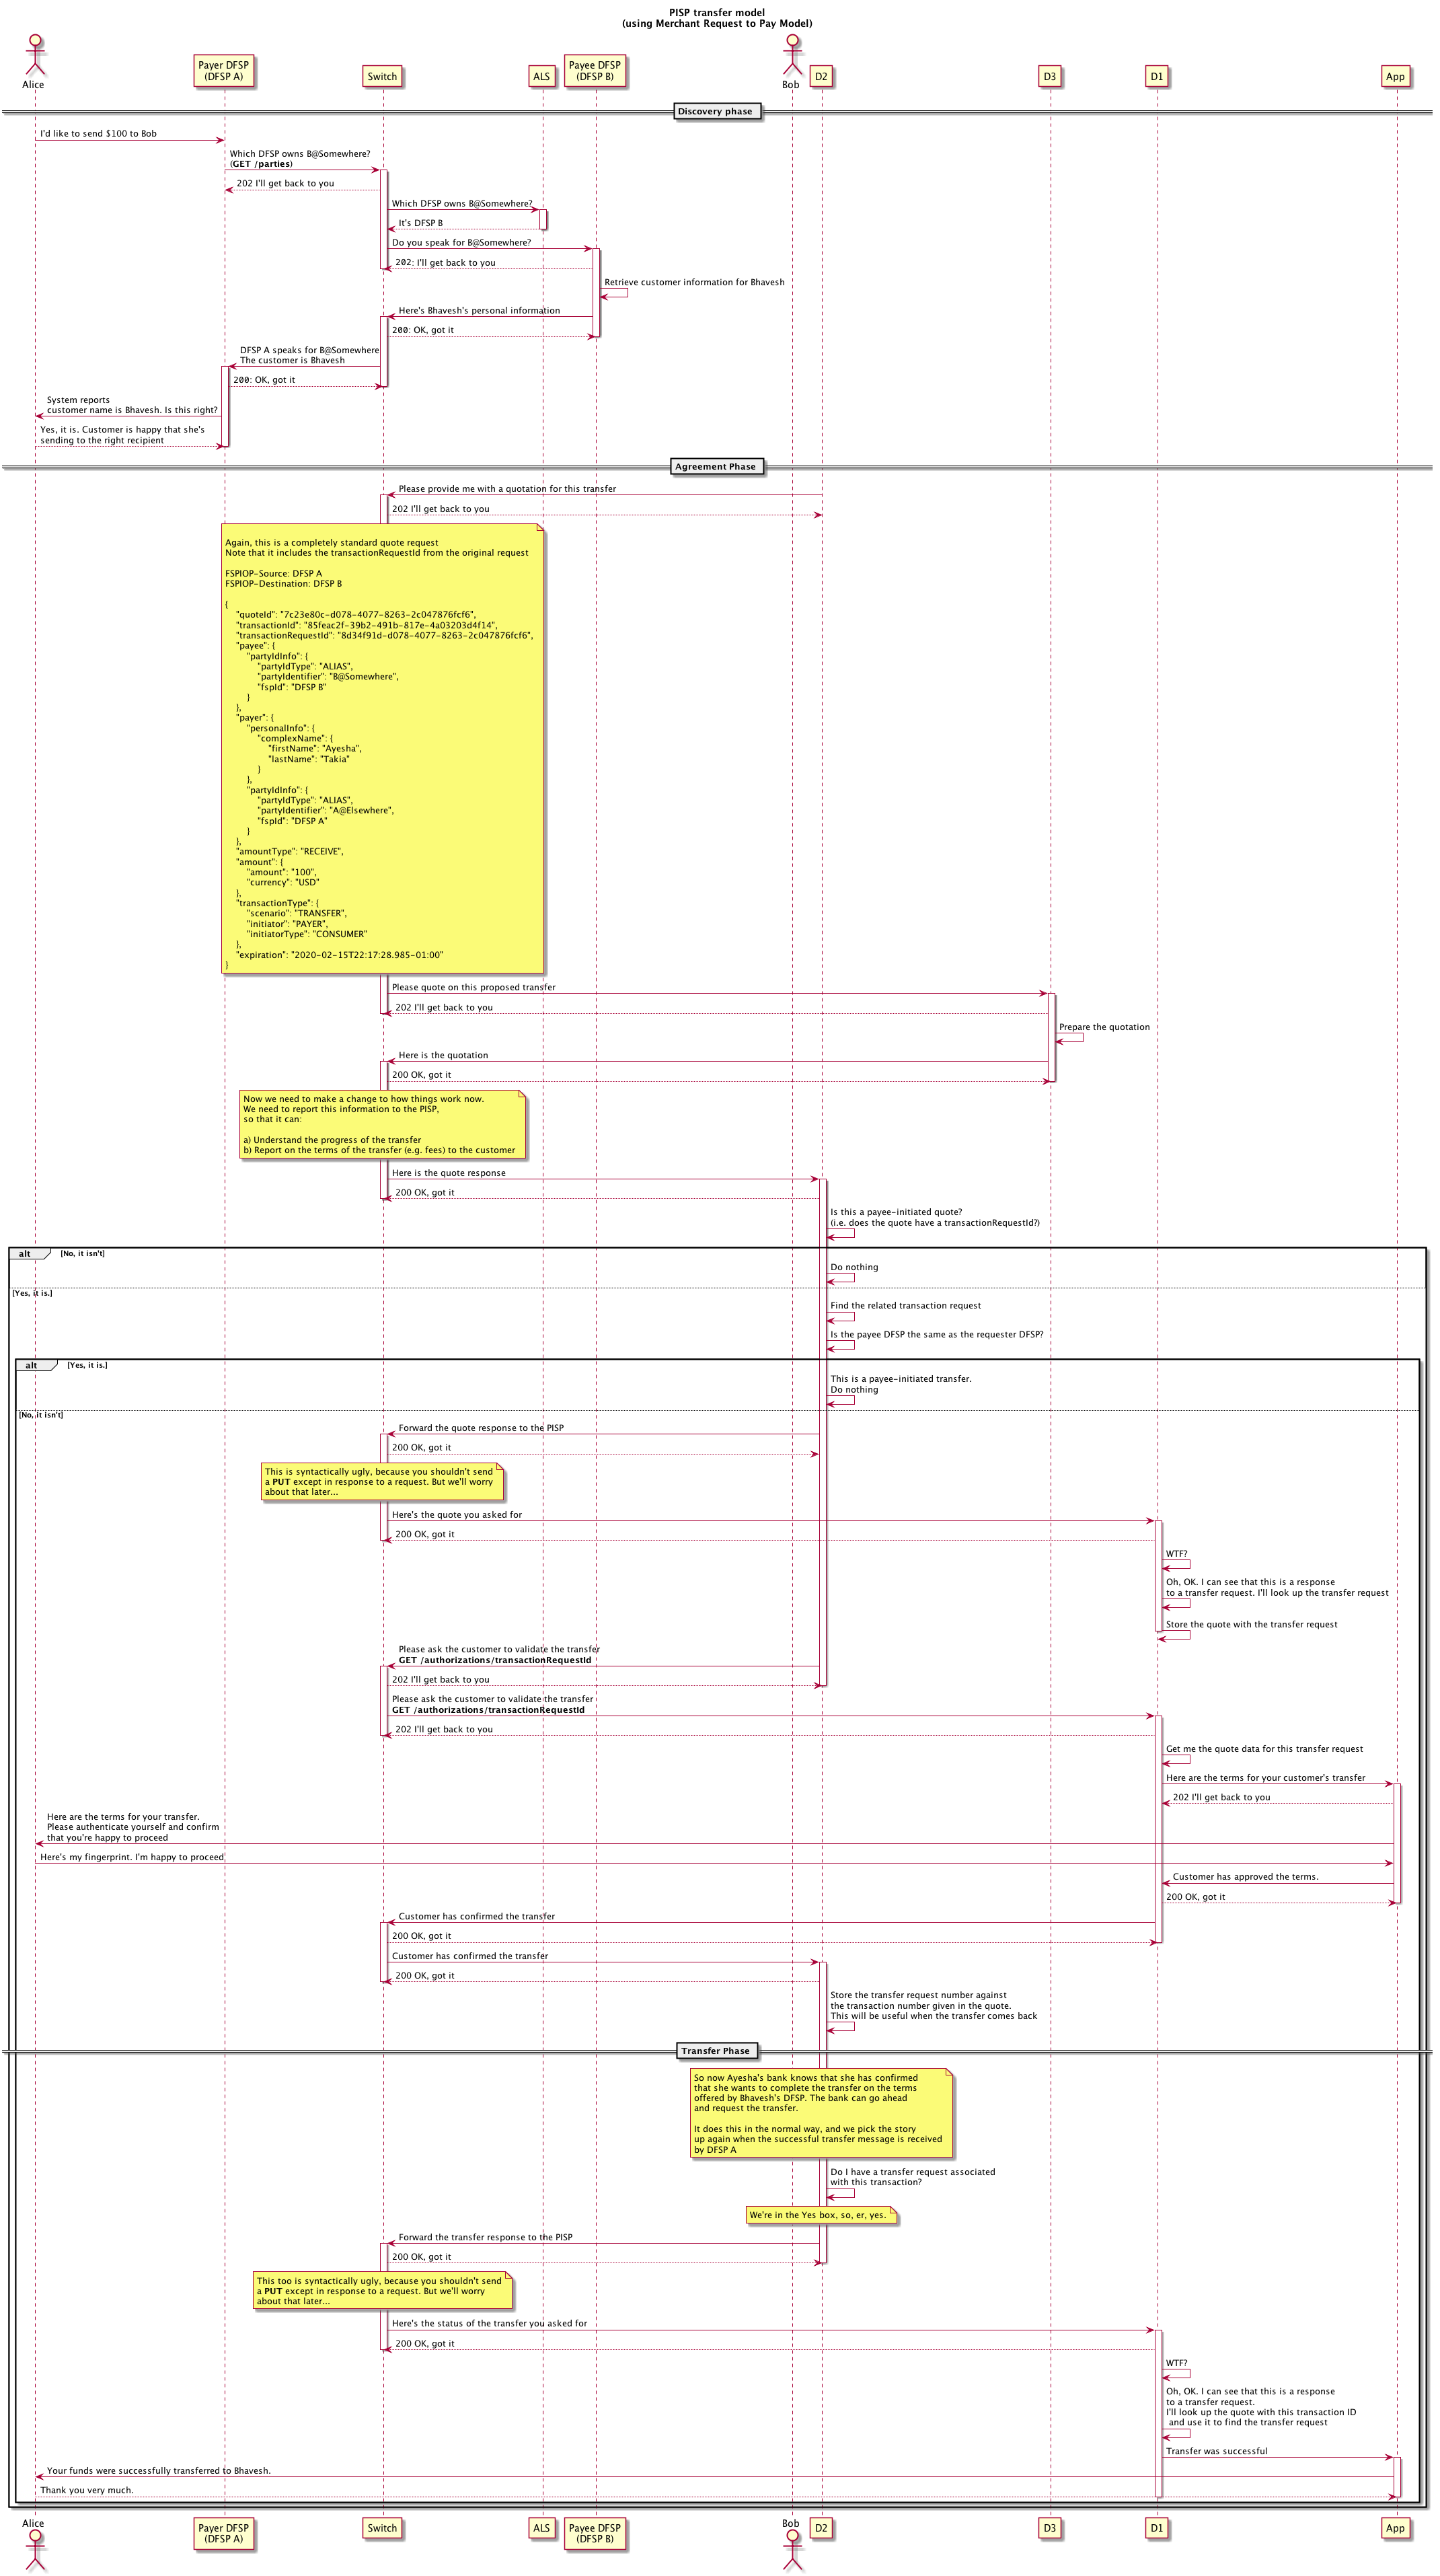 PISP transfer model
(using Merchant Request to Pay Model)
Alice
Payer DFSP
(DFSP A)
Switch
ALS
Payee DFSP
(DFSP B)
Bob
D2
D3
D1
App
Discovery phase
I'd like to send $100 to Bob
Which DFSP owns B@Somewhere?
(GET /parties)
202 I'll get back to you
Which DFSP owns B@Somewhere?
It's DFSP B
Do you speak for B@Somewhere?
202: I'll get back to you
Retrieve customer information for Bhavesh
Here's Bhavesh's personal information
200: OK, got it
DFSP A speaks for B@Somewhere
The customer is Bhavesh
200: OK, got it
System reports
customer name is Bhavesh. Is this right?
Yes, it is. Customer is happy that she's
sending to the right recipient
Agreement Phase
Please provide me with a quotation for this transfer
202 I'll get back to you
Again, this is a completely standard quote request
Note that it includes the transactionRequestId from the original request
FSPIOP-Source: DFSP A
FSPIOP-Destination: DFSP B
{
"quoteId": "7c23e80c-d078-4077-8263-2c047876fcf6",
"transactionId": "85feac2f-39b2-491b-817e-4a03203d4f14",
"transactionRequestId": "8d34f91d-d078-4077-8263-2c047876fcf6",
"payee": {
"partyIdInfo": {
"partyIdType": "ALIAS",
"partyIdentifier": "B@Somewhere",
"fspId": "DFSP B"
}
},
"payer": {
"personalInfo": {
"complexName": {
"firstName": "Ayesha",
"lastName": "Takia"
}
},
"partyIdInfo": {
"partyIdType": "ALIAS",
"partyIdentifier": "A@Elsewhere",
"fspId": "DFSP A"
}
},
"amountType": "RECEIVE",
"amount": {
"amount": "100",
"currency": "USD"
},
"transactionType": {
"scenario": "TRANSFER",
"initiator": "PAYER",
"initiatorType": "CONSUMER"
},
"expiration": "2020-02-15T22:17:28.985-01:00"
}
Please quote on this proposed transfer
202 I'll get back to you
Prepare the quotation
Here is the quotation
200 OK, got it
Now we need to make a change to how things work now.
We need to report this information to the PISP,
so that it can:
a) Understand the progress of the transfer
b) Report on the terms of the transfer (e.g. fees) to the customer
Here is the quote response
200 OK, got it
Is this a payee-initiated quote?
(i.e. does the quote have a transactionRequestId?)
alt [No, it isn't]
Do nothing
[Yes, it is.]
Find the related transaction request
Is the payee DFSP the same as the requester DFSP?
alt [Yes, it is.]
This is a payee-initiated transfer.
Do nothing
[No, it isn't]
Forward the quote response to the PISP
200 OK, got it
This is syntactically ugly, because you shouldn't send
a PUT except in response to a request. But we'll worry
about that later...
Here's the quote you asked for
200 OK, got it
WTF?
Oh, OK. I can see that this is a response
to a transfer request. I'll look up the transfer request
Store the quote with the transfer request
Please ask the customer to validate the transfer
GET /authorizations/transactionRequestId
202 I'll get back to you
Please ask the customer to validate the transfer
GET /authorizations/transactionRequestId
202 I'll get back to you
Get me the quote data for this transfer request
Here are the terms for your customer's transfer
202 I'll get back to you
Here are the terms for your transfer.
Please authenticate yourself and confirm
that you're happy to proceed
Here's my fingerprint. I'm happy to proceed
Customer has approved the terms.
200 OK, got it
Customer has confirmed the transfer
200 OK, got it
Customer has confirmed the transfer
200 OK, got it
Store the transfer request number against
the transaction number given in the quote.
This will be useful when the transfer comes back
Transfer Phase
So now Ayesha's bank knows that she has confirmed
that she wants to complete the transfer on the terms
offered by Bhavesh's DFSP. The bank can go ahead
and request the transfer.
It does this in the normal way, and we pick the story
up again when the successful transfer message is received
by DFSP A
Do I have a transfer request associated
with this transaction?
We're in the Yes box, so, er, yes.
Forward the transfer response to the PISP
200 OK, got it
This too is syntactically ugly, because you shouldn't send
a PUT except in response to a request. But we'll worry
about that later...
Here's the status of the transfer you asked for
200 OK, got it
WTF?
Oh, OK. I can see that this is a response
to a transfer request.
I'll look up the quote with this transaction ID
and use it to find the transfer request
Transfer was successful
Your funds were successfully transferred to Bhavesh.
Thank you very much.
Alice
Payer DFSP
(DFSP A)
Switch
ALS
Payee DFSP
(DFSP B)
Bob
D2
D3
D1
App